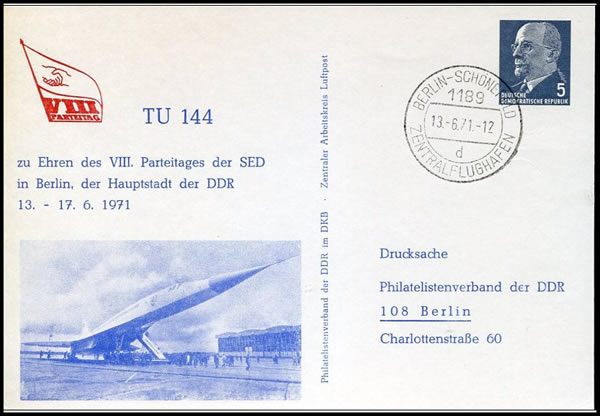 VIII.
PARTEITAG
TU 144
zu Ehren des VIII. Parteitages der SED
in Berlin, der Hauptstadt der DDR
13. - 17. 6. 1971
Philatelistenverband der DDR im DKB · Zentraler Arbeitskreis Luftpost
5
DEUTSCHE
DEMOKRATISCHE REPUBLIK
BERLIN-SCHÖNEFELD
1189
13.-6.71.-12
d
ZENTRALFLUGHAFEN
Drucksache
Philatelistenverband der DDR
108 Berlin
Charlottenstraße 60